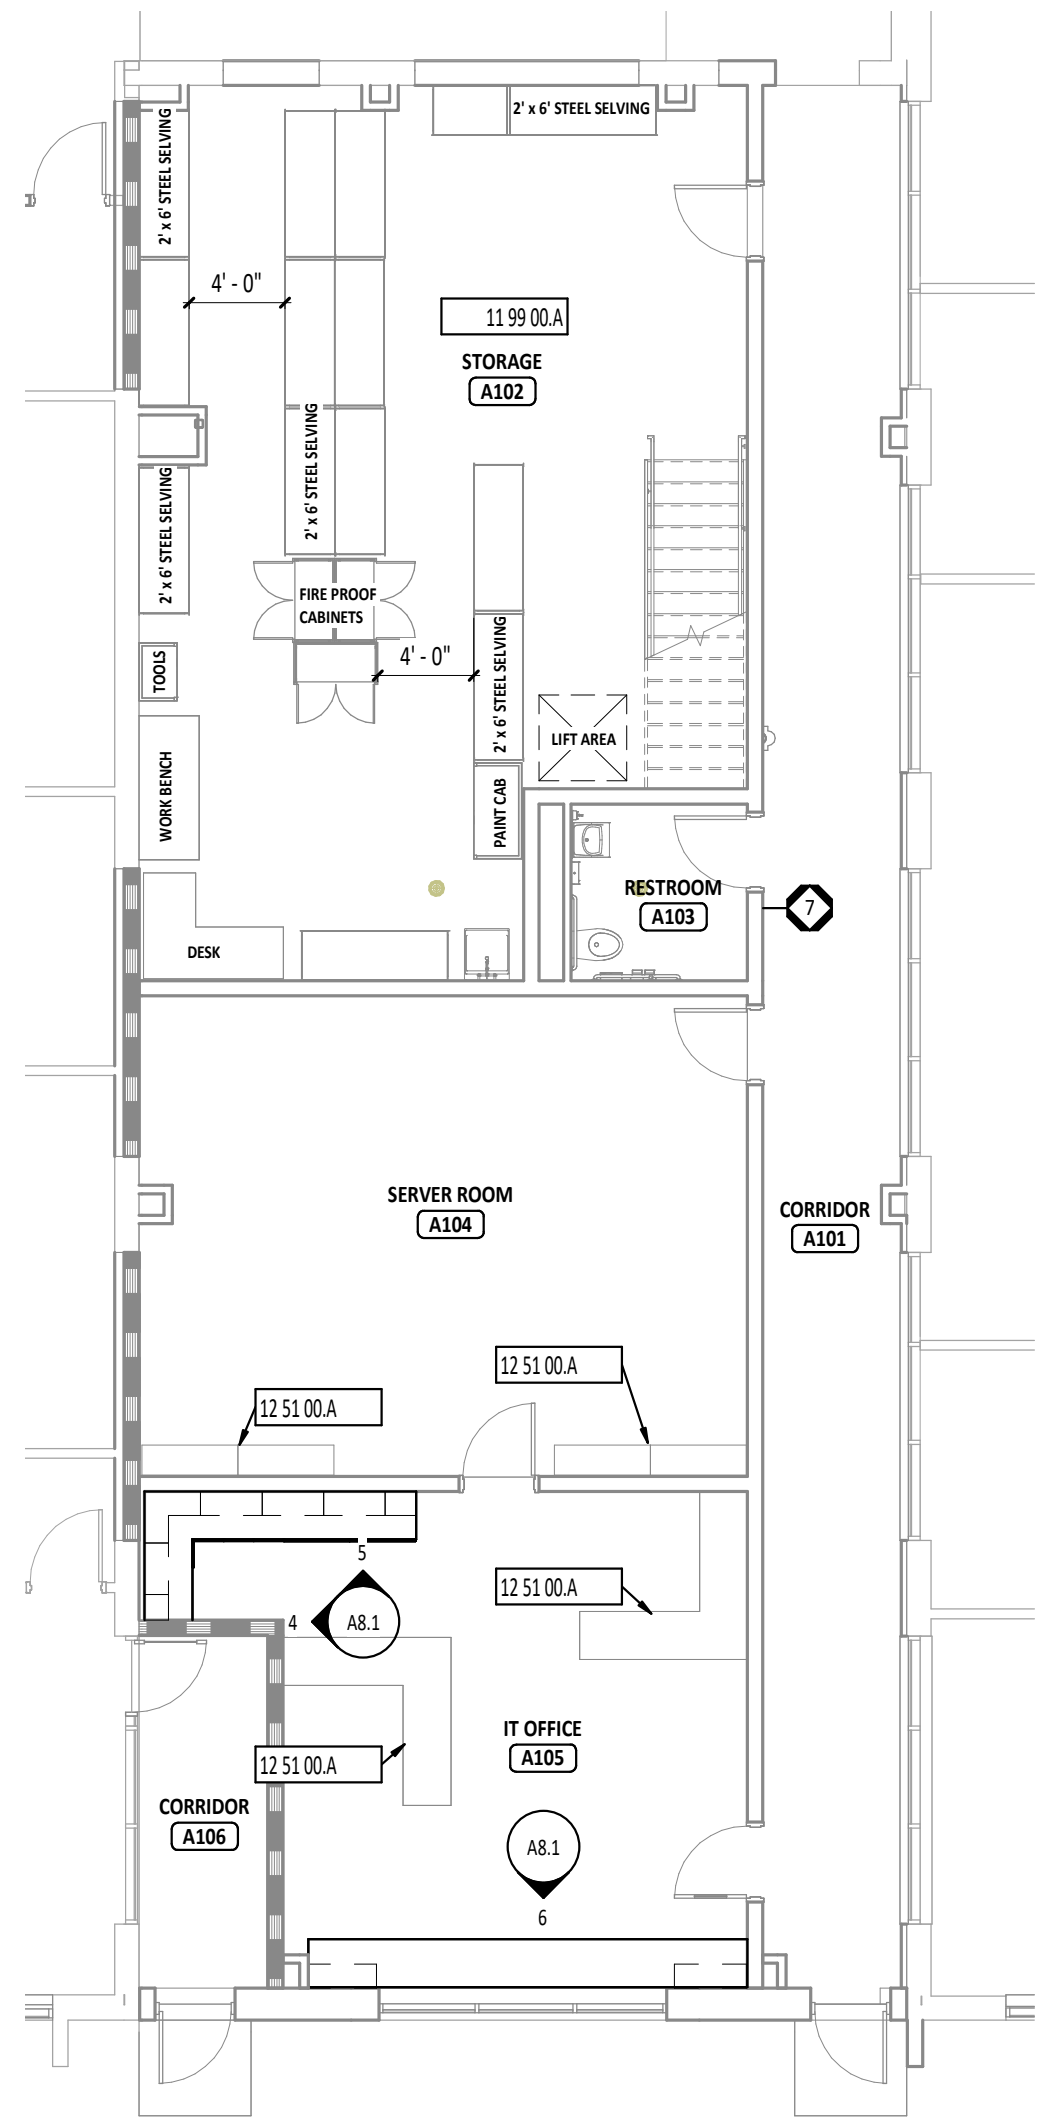 2' x 6' STEEL SELVING
2' x 6' STEEL SELVING
4' - 0"
11 99 00.A
STORAGE
A102
2' x 6' STEEL SELVING
2' x 6' STEEL SELVING
FIRE PROOF
CABINETS
4' - 0"
TOOLS
2' x 6' STEEL SELVING
LIFT AREA
WORK BENCH
PAINT CAB
RESTROOM
A103
7
DESK
SERVER ROOM
A104
CORRIDOR
A101
12 51 00.A
12 51 00.A
5
12 51 00.A
4
A8.1
IT OFFICE
A105
12 51 00.A
CORRIDOR
A106
A8.1
6